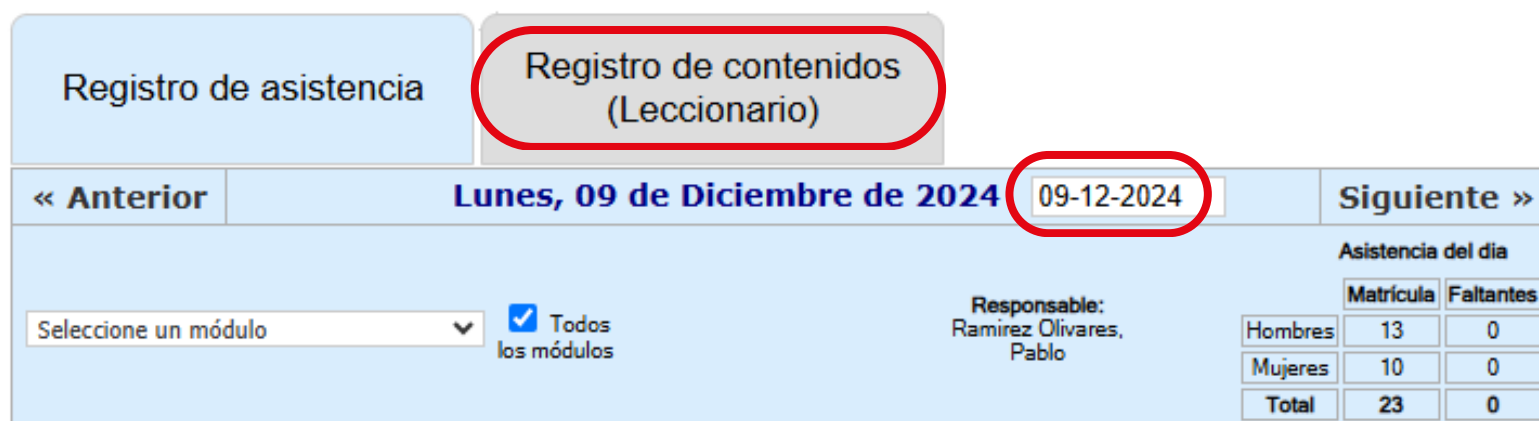 Registro de asistencia
Registro de contenidos
(Leccionario)
« Anterior
Lunes, 09 de Diciembre de 2024
09-12-2024
Siguiente »
Seleccione un módulo
Todos
los módulos
Responsable:
Ramirez Olivares,
Pablo
Asistencia del dia
Matrícula Faltantes
Hombres 13 0
Mujeres 10 0
Total 23 0